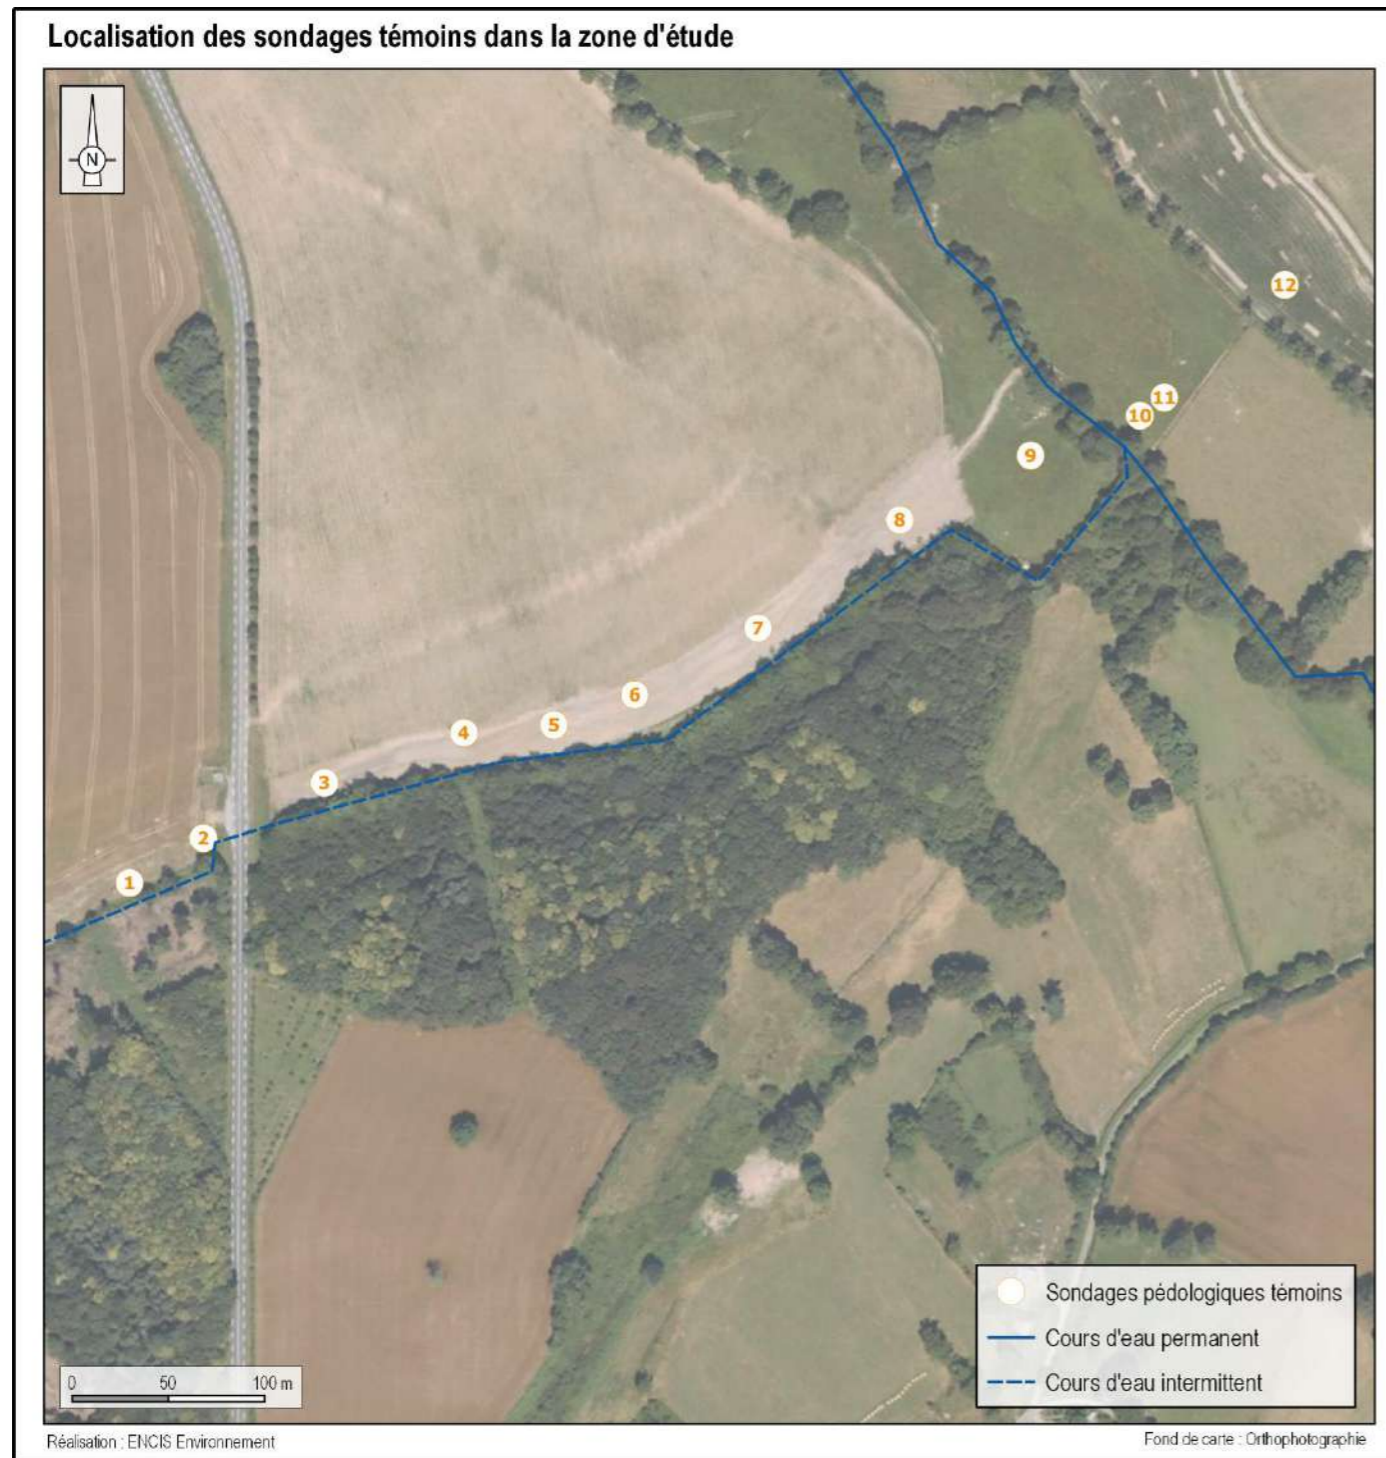 Localisation des sondages témoins dans la zone d'étude
N
12
11
10
9
8
7
6
5
4
3
2
1
Sondages pédologiques témoins
Cours d'eau permanent
Cours d'eau intermittent
0 50 100 m
Réalisation : ENCIS Environnement
Fond de carte : Orthophotographie